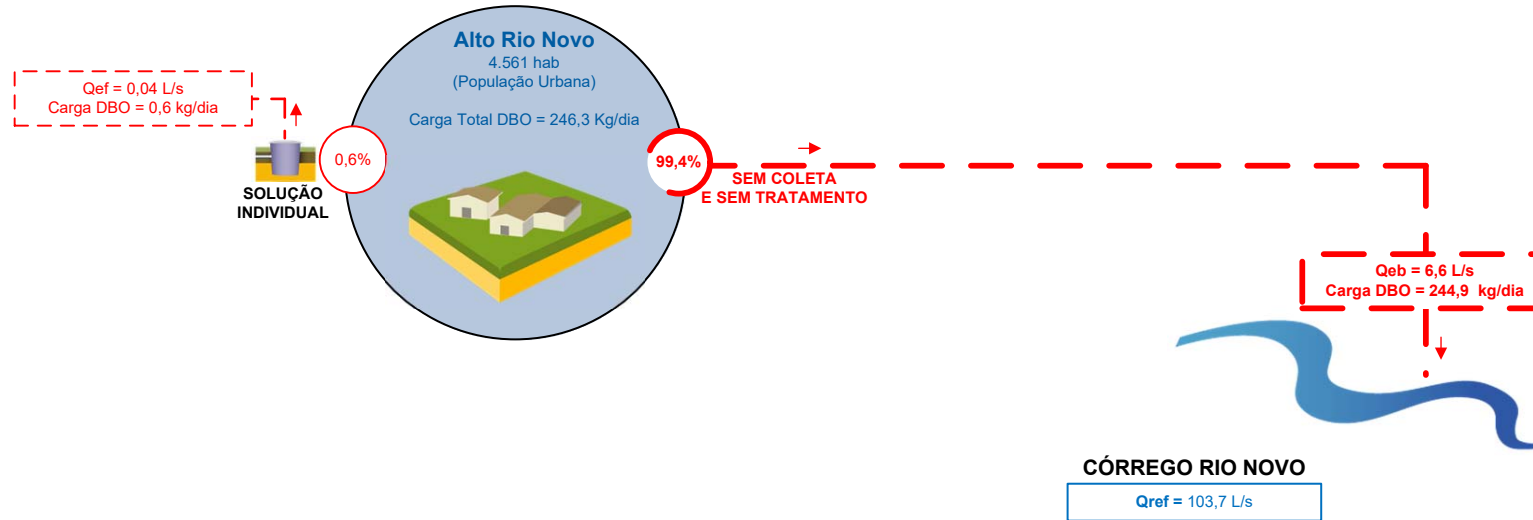 Alto Rio Novo
4.561 hab
(População Urbana)
Carga Total DBO = 246,3 Kg/dia
Qef = 0,04 L/s
Carga DBO = 0,6 kg/dia
0,6%
SOLUÇÃO
INDIVIDUAL
99,4%
SEM COLETA
E SEM TRATAMENTO
Qeb = 6,6 L/s
Carga DBO = 244,9 kg/dia
CÓRREGO RIO NOVO
Qref = 103,7 L/s